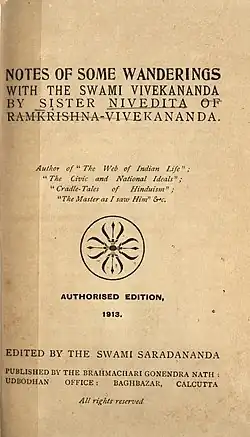 NOTES OF SOME WANDERINGS
WITH THE SWAMI VIVEKANANDA
BY SISTER NIVEDITA OF
RAMKRISHNA-VIVEKANANDA.
Author of "The Web of Indian Life";
"The Civic and National Ideals";
"Cradle-Tales of Hinduism";
"The Master as I saw Him" &c.
AUTHORISED EDITION,
1913.
EDITED BY THE SWAMI SARADANANDA
PUBLISHED BY THE BRAHMACHARI GONENDRA NATH:
UDBODHAN OFFICE: BAGHBAZAR, CALCUTTA
All rights reserved